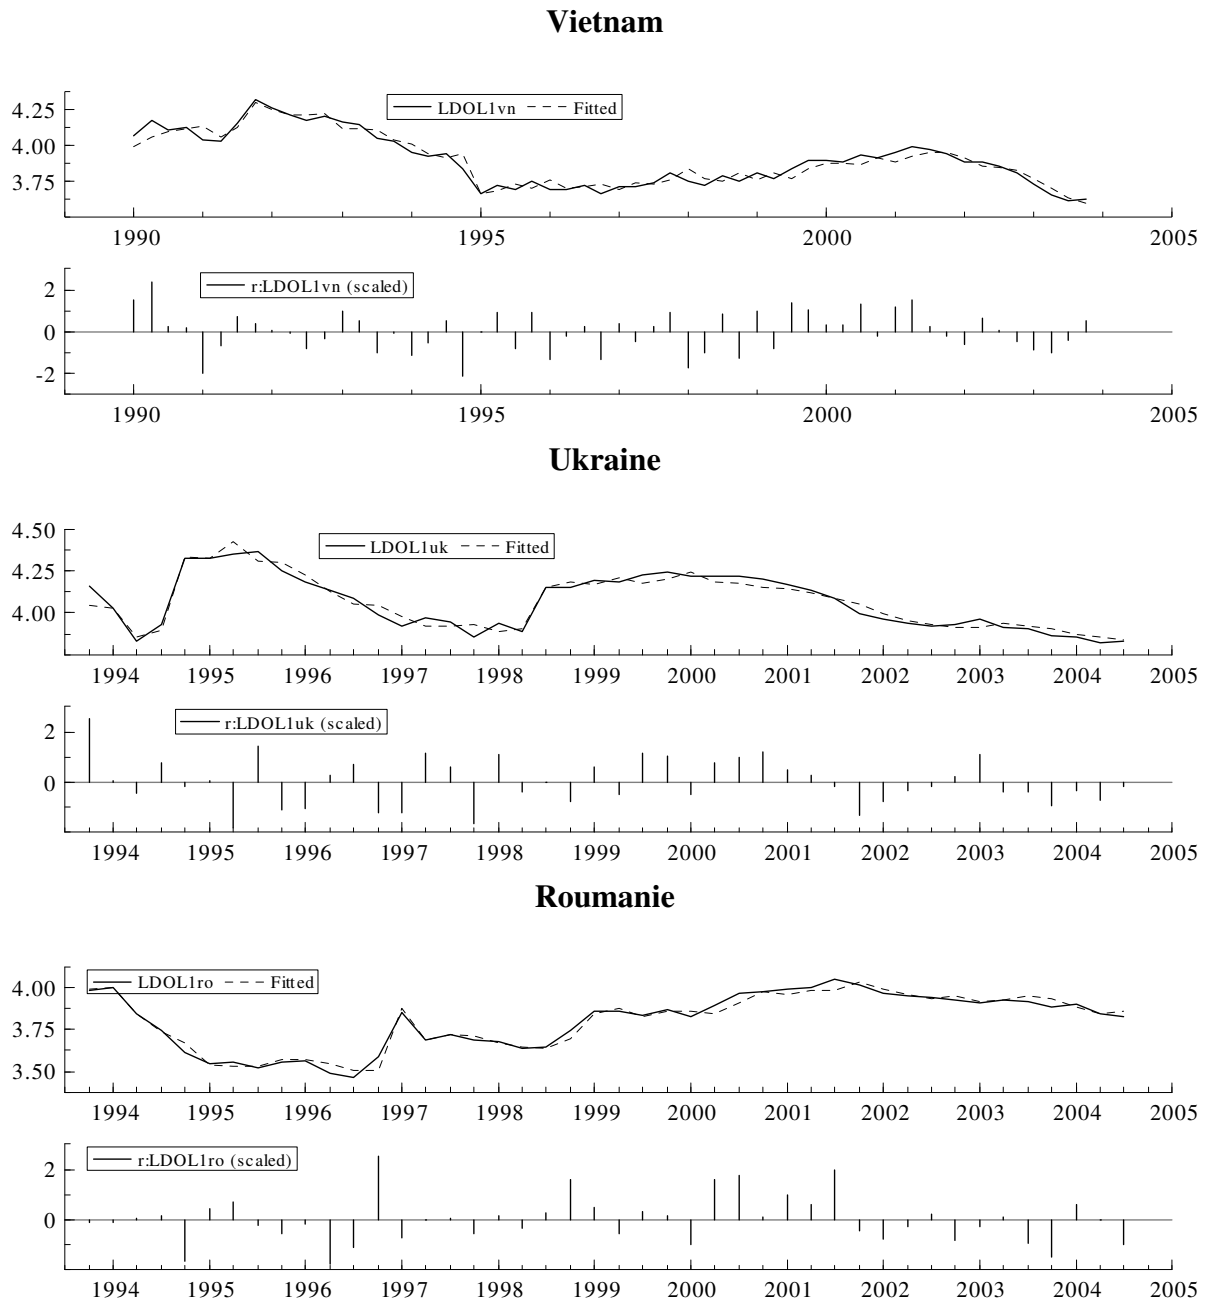 Vietnam
LDOL1vn Fitted
4.25
4.00
3.75
1990 1995 2000 2005
r:LDOL1vn (scaled)
2
0
-2
1990 1995 2000 2005
Ukraine
4.50
LDOL1uk Fitted
4.25
4.00
1994 1995 1996 1997 1998 1999 2000 2001 2002 2003 2004 2005
r:LDOL1uk (scaled)
2
0
1994 1995 1996 1997 1998 1999 2000 2001 2002 2003 2004 2005
Roumanie
LDOL1ro Fitted
4.00
3.75
3.50
1994 1995 1996 1997 1998 1999 2000 2001 2002 2003 2004 2005
r:LDOL1ro (scaled)
2
0
1994 1995 1996 1997 1998 1999 2000 2001 2002 2003 2004 2005